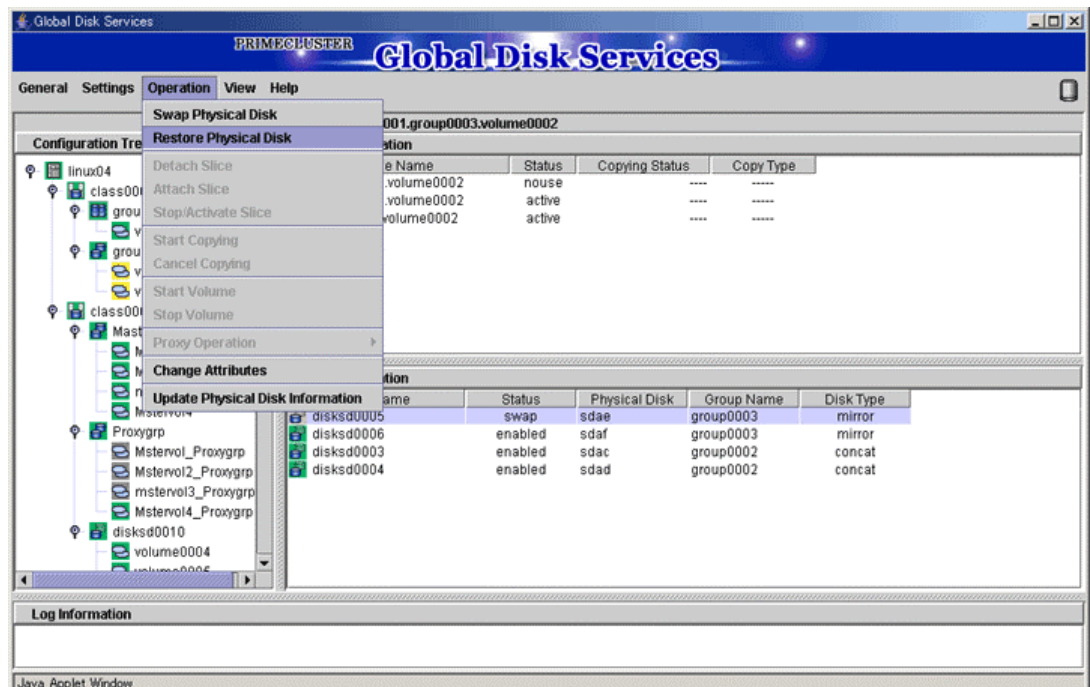 Global Disk Services
PRIMECLUSTER Global Disk Services
General Settings Operation View Help
001.group0003.volume0002
Configuration Tre
ation
linux04
class00
grou
v
grou
v
v
class00
Mast
M
M
m
Mstervol4
Proxygrp
Mstervol_Proxygrp
Mstervol2_Proxygrp
mstervol3_Proxygrp
Mstervol4_Proxygrp
disksd0010
volume0004
Swap Physical Disk
Restore Physical Disk
Detach Slice
Attach Slice
Stop/Activate Slice
Start Copying
Cancel Copying
Start Volume
Stop Volume
Proxy Operation
Change Attributes
Update Physical Disk Information
e Name Status Copying Status Copy Type
.volume0002 nouse ---- -----
.volume0002 active ---- -----
volume0002 active ---- -----
tion
ame Status Physical Disk Group Name Disk Type
disksd0005 swap sdae group0003 mirror
disksd0006 enabled sdaf group0003 mirror
disksd0003 enabled sdac group0002 concat
disksd0004 enabled sdad group0002 concat
Log Information
Java Applet Window